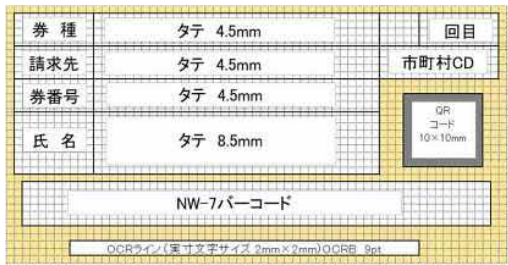 券 種 タテ 4.5mm 回目
請求先 タテ 4.5mm 市町村CD
券番号 タテ 4.5mm
氏 名 タテ 8.5mm
QR
コード
10×10mm
NW-7バーコード
OCRライン(実寸文字サイズ 2mm×2mm)OCRB 9pt